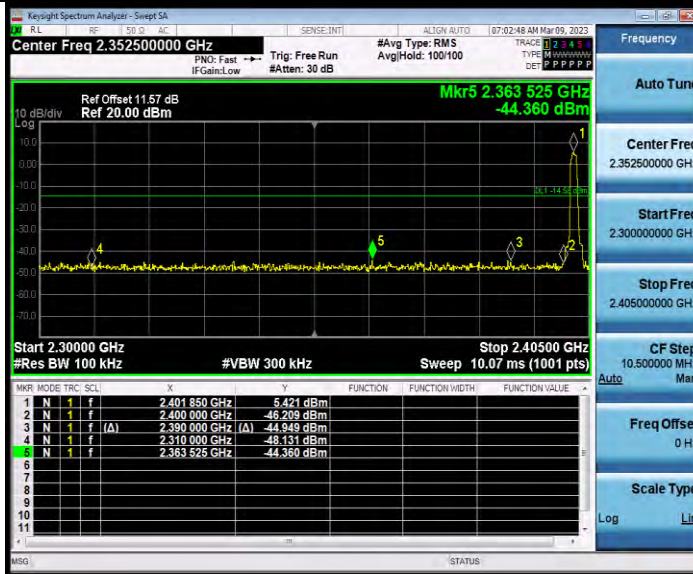 Keysight Spectrum Analyzer - Swept SA
RL RF 50 Ω AC SENSE:INT ALIGN AUTO 07:02:48 AM Mar 09, 2023
Center Freq 2.352500000 GHz
PNO: Fast
IFGain:Low
Trig: Free Run
#Atten: 30 dB
#Avg Type: RMS
Avg|Hold: 100/100
TRACE 1 2 3 4 5 6
TYPE M W W W W W
DET P P P P P P
Frequency
Auto Tune
Center Freq
2.352500000 GHz
Start Freq
2.300000000 GHz
Stop Freq
2.405000000 GHz
CF Step
10.500000 MHz
Auto Man
Freq Offset
0 Hz
Scale Type
Log Lin
Ref Offset 11.57 dB
10 dB/div Ref 20.00 dBm
Log
Mkr5 2.363 525 GHz
-44.360 dBm
10.0
0.00
-10.0
-20.0
-30.0
-40.0
-50.0
-60.0
-70.0
DL1 -14.58 dBm
1
2
3
4
5
Start 2.30000 GHz Stop 2.40500 GHz
#Res BW 100 kHz #VBW 300 kHz Sweep 10.07 ms (1001 pts)
MKR MODE TRC SCL X Y FUNCTION FUNCTION WIDTH FUNCTION VALUE
1 N 1 f 2.401 850 GHz 5.421 dBm
2 N 1 f 2.400 000 GHz -46.209 dBm
3 N 1 f (Δ) 2.390 000 GHz (Δ) -44.949 dBm
4 N 1 f 2.310 000 GHz -48.131 dBm
5 N 1 f 2.363 525 GHz -44.360 dBm
6
7
8
9
10
11
MSG STATUS